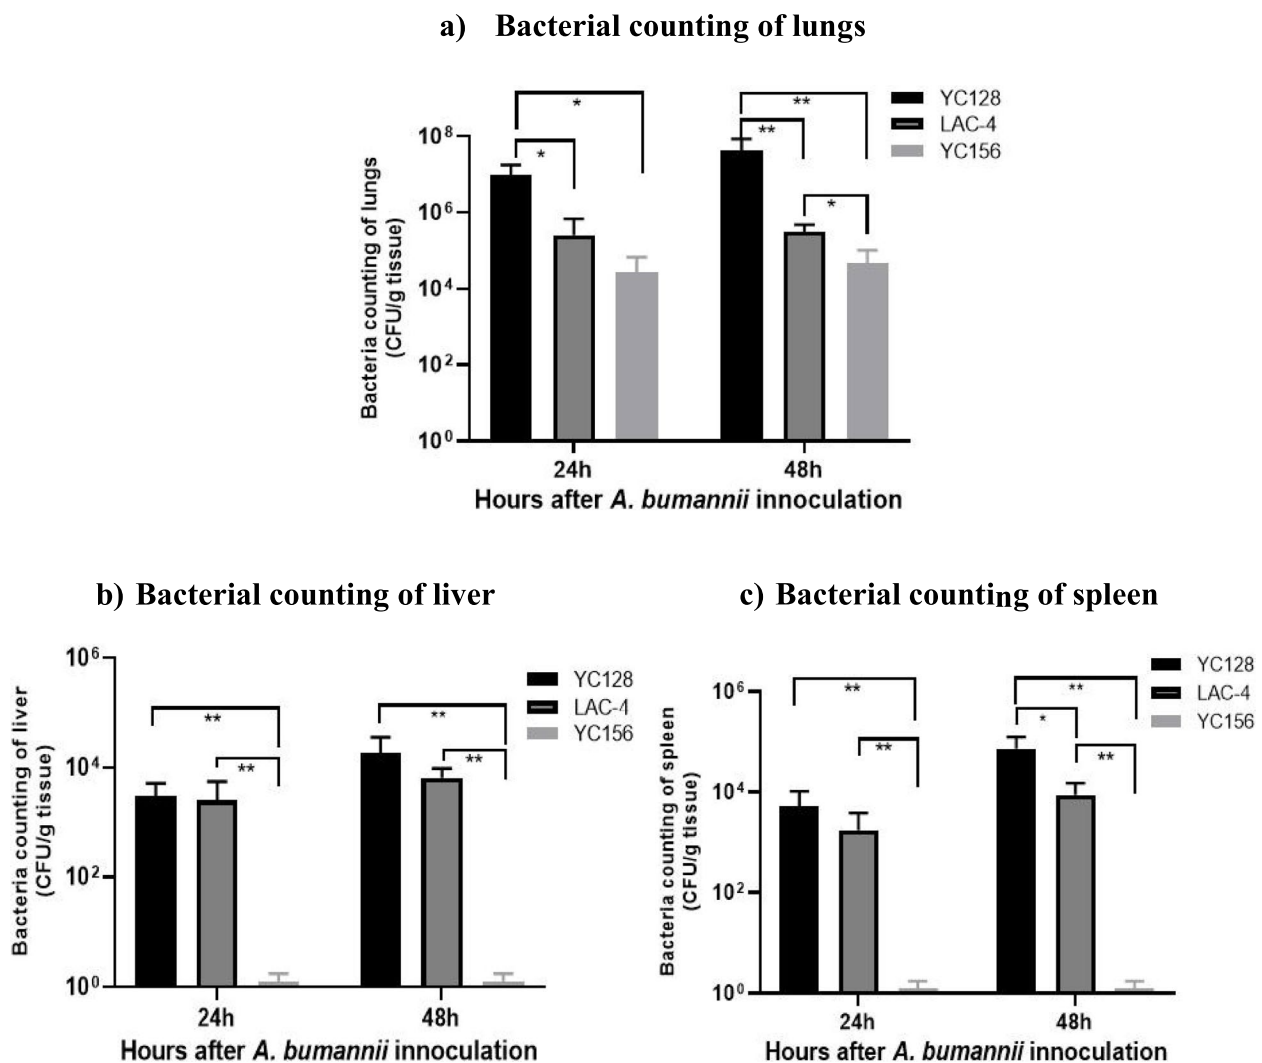 a) Bacterial counting of lungs
* ** YC128
** LAC-4
* YC156
10⁸
*
10⁶
*
10⁴
10²
10⁰
Bacteria counting of lungs
(CFU/g tissue)
24h 48h
Hours after A. bumannii innoculation
b) Bacterial counting of liver
10⁶
YC128
LAC-4
YC156
** **
** **
10⁴
10²
10⁰
Bacteria counting of liver
(CFU/g tissue)
24h 48h
Hours after A. bumannii innoculation
c) Bacterial counting of spleen
YC128
LAC-4
YC156
10⁶
** **
*
** **
10⁴
10²
10⁰
Bacteria counting of spleen
(CFU/g tissue)
24h 48h
Hours after A. bumannii innoculation